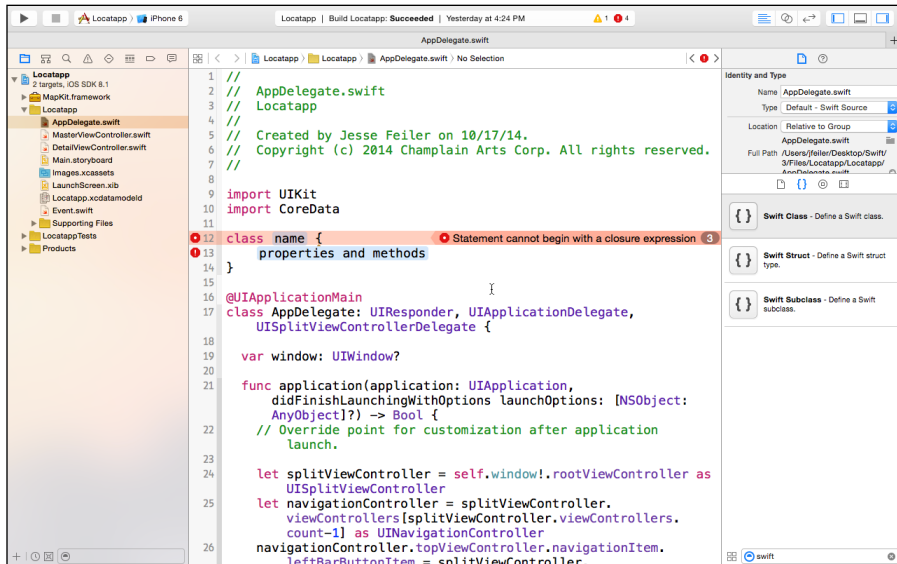 Locatapp
iPhone 6
Locatapp | Build Locatapp: Succeeded | Yesterday at 4:24 PM
1
4
AppDelegate.swift
+
Locatapp
2 targets, iOS SDK 8.1
MapKit.framework
Locatapp
AppDelegate.swift
MasterViewController.swift
DetailViewController.swift
Main.storyboard
Images.xcassets
LaunchScreen.xib
Locatapp.xcdatamodeld
Event.swift
Supporting Files
LocatappTests
Products
Locatapp 〉 Locatapp 〉 AppDelegate.swift 〉 No Selection
1 //
2 // AppDelegate.swift
3 // Locatapp
4 //
5 // Created by Jesse Feiler on 10/17/14.
6 // Copyright (c) 2014 Champlain Arts Corp. All rights reserved.
7 //
8
9 import UIKit
10 import CoreData
11
12 class name { Statement cannot begin with a closure expression 3
13 properties and methods
14 }
15
16 @UIApplicationMain
17 class AppDelegate: UIResponder, UIApplicationDelegate,
UISplitViewControllerDelegate {
18
19 var window: UIWindow?
20
21 func application(application: UIApplication,
didFinishLaunchingWithOptions launchOptions: [NSObject:
AnyObject]?) -> Bool {
22 // Override point for customization after application
launch.
23
24 let splitViewController = self.window!.rootViewController as
UISplitViewController
25 let navigationController = splitViewController.
viewControllers[splitViewController.viewControllers.
count-1] as UINavigationController
26 navigationController.topViewController.navigationItem.
leftBarButtonItem = splitViewController.
Identity and Type
Name AppDelegate.swift
Type Default - Swift Source
Location Relative to Group
AppDelegate.swift
Full Path /Users/jfeiler/Desktop/Swift/
3/Files/Locatapp/Locatapp/
AppDelegate.swift
{ } Swift Class - Define a Swift class.
{ } Swift Struct - Define a Swift struct
type.
{ } Swift Subclass - Define a Swift
subclass.
swift